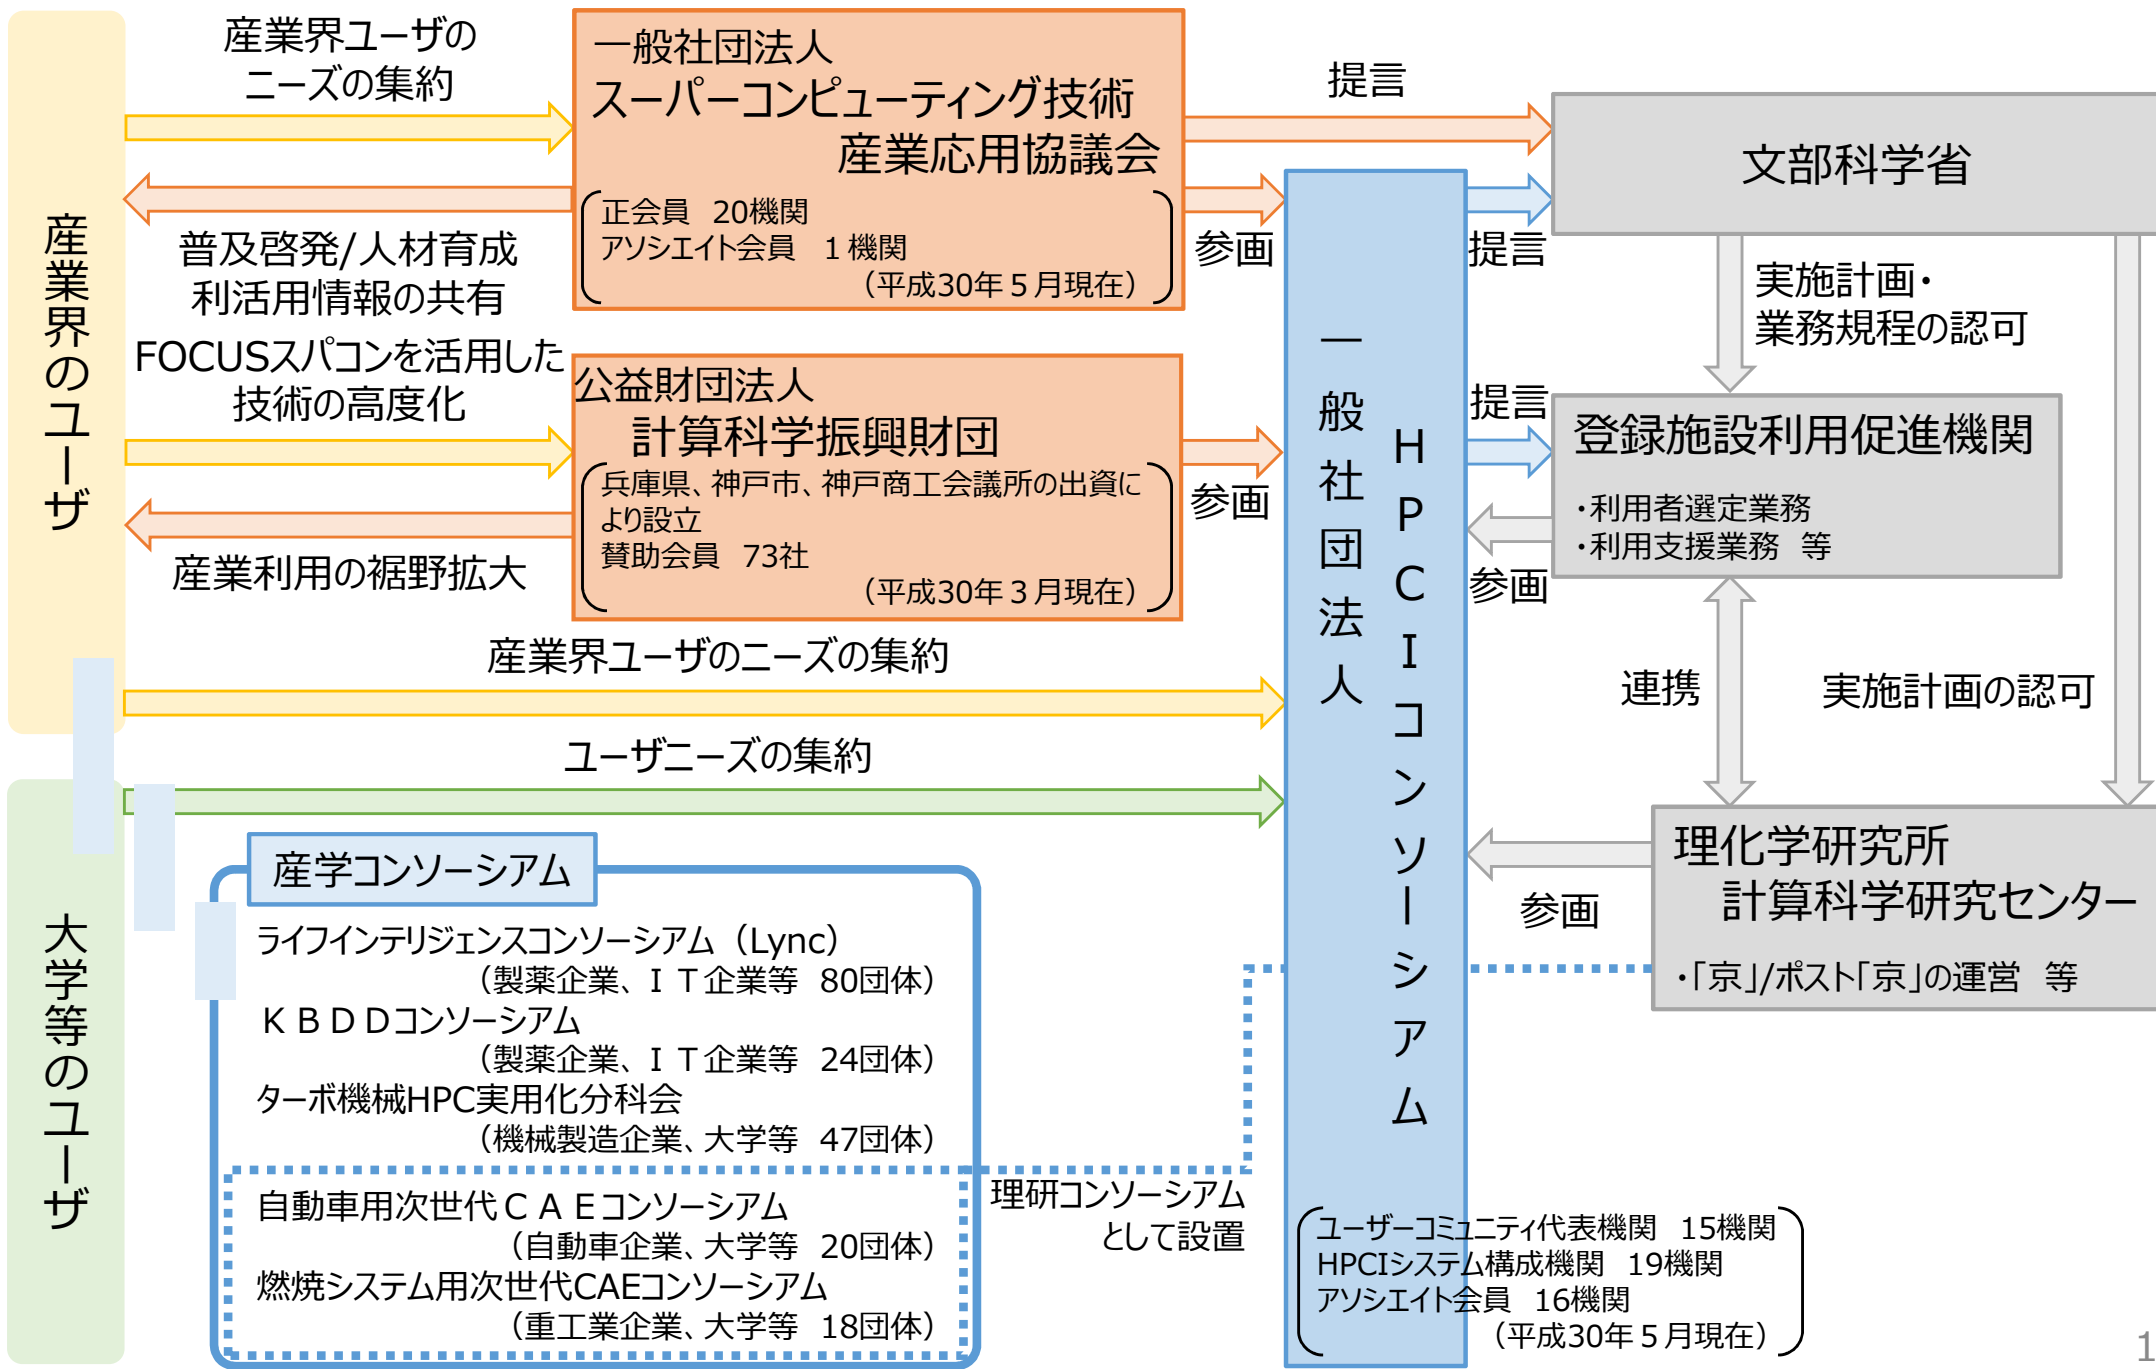 産業界のユーザ
産業界ユーザの
ニーズの集約
普及啓発/人材育成
利活用情報の共有
FOCUSスパコンを活用した
技術の高度化
産業利用の裾野拡大
一般社団法人
スーパーコンピューティング技術
産業応用協議会
正会員　20機関
アソシエイト会員　１機関
（平成30年５月現在）
公益財団法人
計算科学振興財団
兵庫県、神戸市、神戸商工会議所の出資に
より設立
賛助会員　73社
（平成30年３月現在）
提言
参画
参画
産業界ユーザのニーズの集約
ユーザニーズの集約
一般社団法人
ＨＰＣＩコンソーシアム
ユーザーコミュニティ代表機関　15機関
HPCIシステム構成機関　19機関
アソシエイト会員　16機関
（平成30年５月現在）
提言
提言
参画
参画
文部科学省
実施計画・
業務規程の認可
登録施設利用促進機関
・利用者選定業務
・利用支援業務　等
連携
実施計画の認可
理化学研究所
計算科学研究センター
・「京」/ポスト「京」の運営　等
大学等のユーザ
産学コンソーシアム
ライフインテリジェンスコンソーシアム（Lync）
（製薬企業、ＩＴ企業等　80団体）
ＫＢＤＤコンソーシアム
（製薬企業、ＩＴ企業等　24団体）
ターボ機械HPC実用化分科会
（機械製造企業、大学等　47団体）
自動車用次世代ＣＡＥコンソーシアム
（自動車企業、大学等　20団体）
燃焼システム用次世代CAEコンソーシアム
（重工業企業、大学等　18団体）
理研コンソーシアム
として設置
1